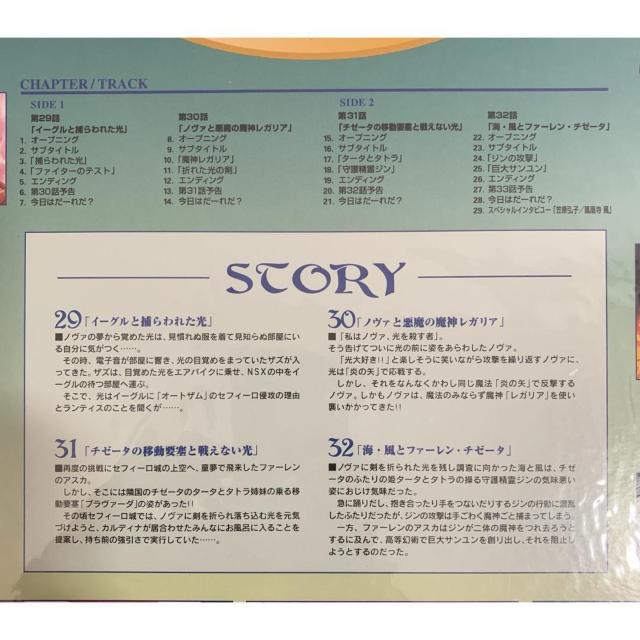 CHAPTER/TRACK
SIDE 1
第29話
「イーグルと捕らわれた光」
1. オープニング
2. サブタイトル
3. 「捕らわれた光」
4. 「ファイターのテスト」
5. エンディング
6. 第30話予告
7. 今日はだーれだ?
第30話
「ノヴァと悪魔の魔神レガリア」
8. オープニング
9. サブタイトル
10. 「魔神レガリア」
11. 「折れた光の剣」
12. エンディング
13. 第31話予告
14. 今日はだーれだ?
SIDE 2
第31話
「チゼータの移動要塞と戦えない光」
15. オープニング
16. サブタイトル
17. 「タータとタトラ」
18. 「守護精霊ジン」
19. エンディング
20. 第32話予告
21. 今日はだーれだ?
第32話
「海・風とファーレン・チゼータ」
22. オープニング
23. サブタイトル
24. 「ジンの攻撃」
25. 「巨大サンユン」
26. エンディング
27. 第33話予告
28. 今日はだーれだ?
29. スペシャルインタビュー「笠原弘子/鳳凰寺 風」
STORY
29「イーグルと捕らわれた光」
■ノヴァの夢から覚めた光は、見慣れぬ服を着て見知らぬ部屋にい
る自分に気がつく……。
その時、電子音が部屋に響き、光の目覚めをまっていたザズが入
ってきた。ザズは、目覚めた光をエアバイクに乗せ、NSXの中をイ
ーグルの待つ部屋へ運ぶ。
そこで、光はイーグルに「オートザム」のセフィーロ侵攻の理由
とランティスのことを聞くが……。
30「ノヴァと悪魔の魔神レガリア」
■「私はノヴァ、光を殺す者」。
そう告げてついに光の前に姿をあらわしたノヴァ。
「光大好き!!」と楽しそうに笑いながら攻撃を繰り返すノヴァに、
光は「炎の矢」で応戦する。
しかし、それをなんなくかわし同じ魔法「炎の矢」で反撃する
ノヴァ。しかもノヴァは、魔法のみならず魔神「レガリア」を使い
襲いかかってきた!!
31「チゼータの移動要塞と戦えない光」
■再度の挑戦にセフィーロ城の上空へ、童夢で飛来したファーレン
のアスカ。
しかし、そこには隣国のチゼータのタータとタトラ姉妹の乗る移
動要塞「ブラヴァーダ」の姿があった!!
その頃セフィーロ城では、ノヴァに剣を折られ落ち込む光を元気
づけようと、カルディナが居合わせたみんなにお風呂に入ることを
提案し、持ち前の強引さで実行していた……。
32「海・風とファーレン・チゼータ」
■ノヴァに剣を折られた光を残し調査に向かった海と風は、チゼ
ータのふたりの姫タータとタトラの操る守護精霊ジンの気味悪い
姿におじけ気味だった。
急に踊りだし、抱き合ったり手をつないだりするジンの行動に混乱
したふたりだったが、ジンの攻撃は手ごわく魔神ごと捕まってしまう。
一方、ファーレンのアスカはジンが二体の魔神をつれ去ろうと
するに及んで、高等幻術で巨大サンユンを創り出し、それを阻止し
ようとするのだった。